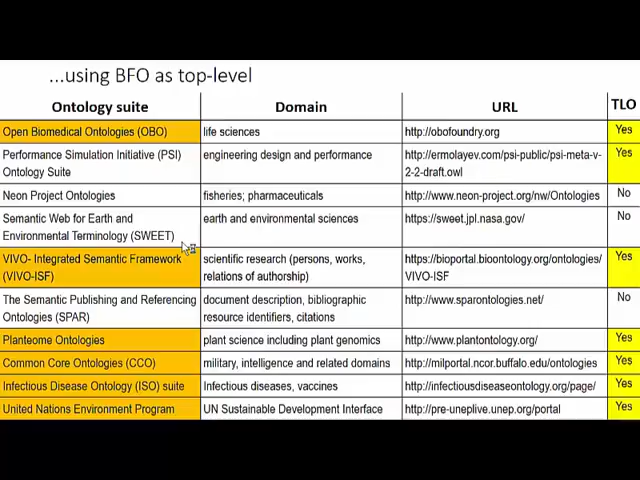 ...using BFO as top-level
Ontology suite Domain URL TLO
Open Biomedical Ontologies (OBO) life sciences http://obofoundry.org Yes
Performance Simulation Initiative (PSI) engineering design and performance http://ermolayev.com/psi-public/psi-meta-v- Yes
Ontology Suite 2-2-draft.owl
Neon Project Ontologies fisheries; pharmaceuticals http://www.neon-project.org/nw/Ontologies No
Semantic Web for Earth and earth and environmental sciences https://sweet.jpl.nasa.gov/ No
Environmental Terminology (SWEET)
VIVO- Integrated Semantic Framework scientific research (persons, works, https://bioportal.bioontology.org/ontologies/ Yes
(VIVO-ISF) relations of authorship) VIVO-ISF
The Semantic Publishing and Referencing document description, bibliographic http://www.sparontologies.net/ No
Ontologies (SPAR) resource identifiers, citations
Planteome Ontologies plant science including plant genomics http://www.plantontology.org/ Yes
Common Core Ontologies (CCO) military, intelligence and related domains http://milportal.ncor.buffalo.edu/ontologies Yes
Infectious Disease Ontology (ISO) suite Infectious diseases, vaccines http://infectiousdiseaseontology.org/page/ Yes
United Nations Environment Program UN Sustainable Development Interface http://pre-uneplive.unep.org/portal Yes